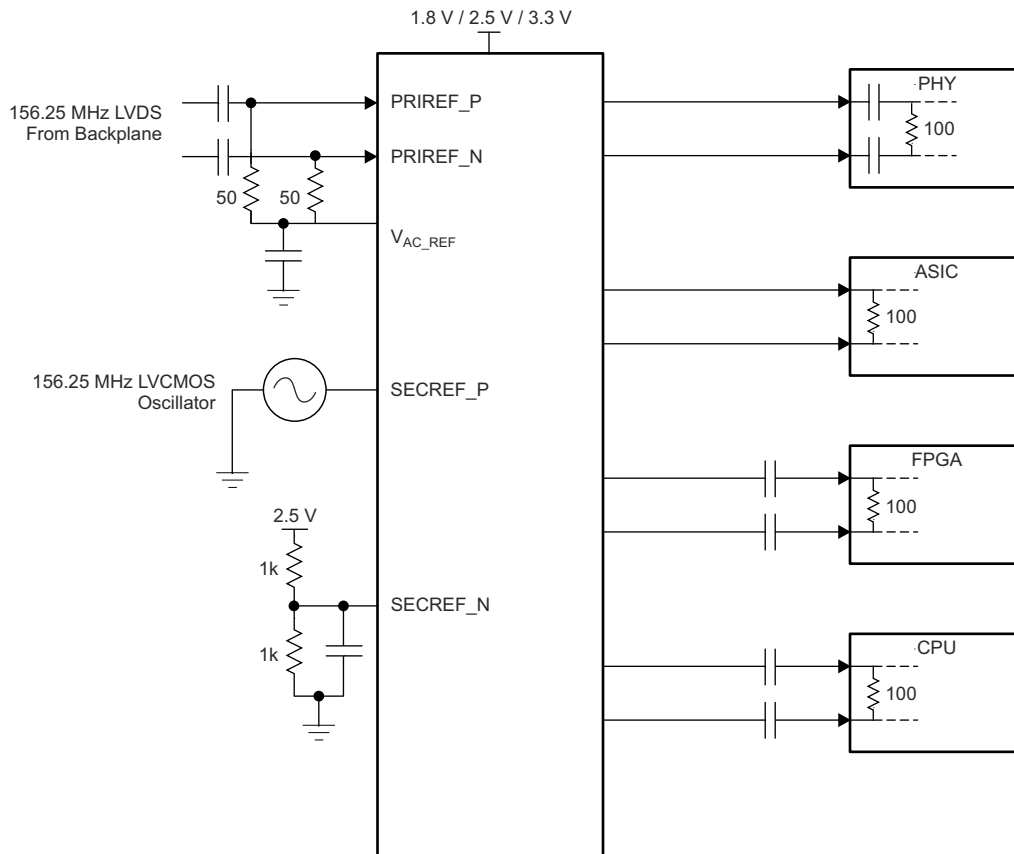 1.8 V / 2.5 V / 3.3 V
156.25 MHz LVDS
From Backplane
PRIREF_P
PRIREF_N
50
50
VAC_REF
156.25 MHz LVCMOS
Oscillator
SECREF_P
2.5 V
1k
SECREF_N
1k
PHY
100
ASIC
100
FPGA
100
CPU
100